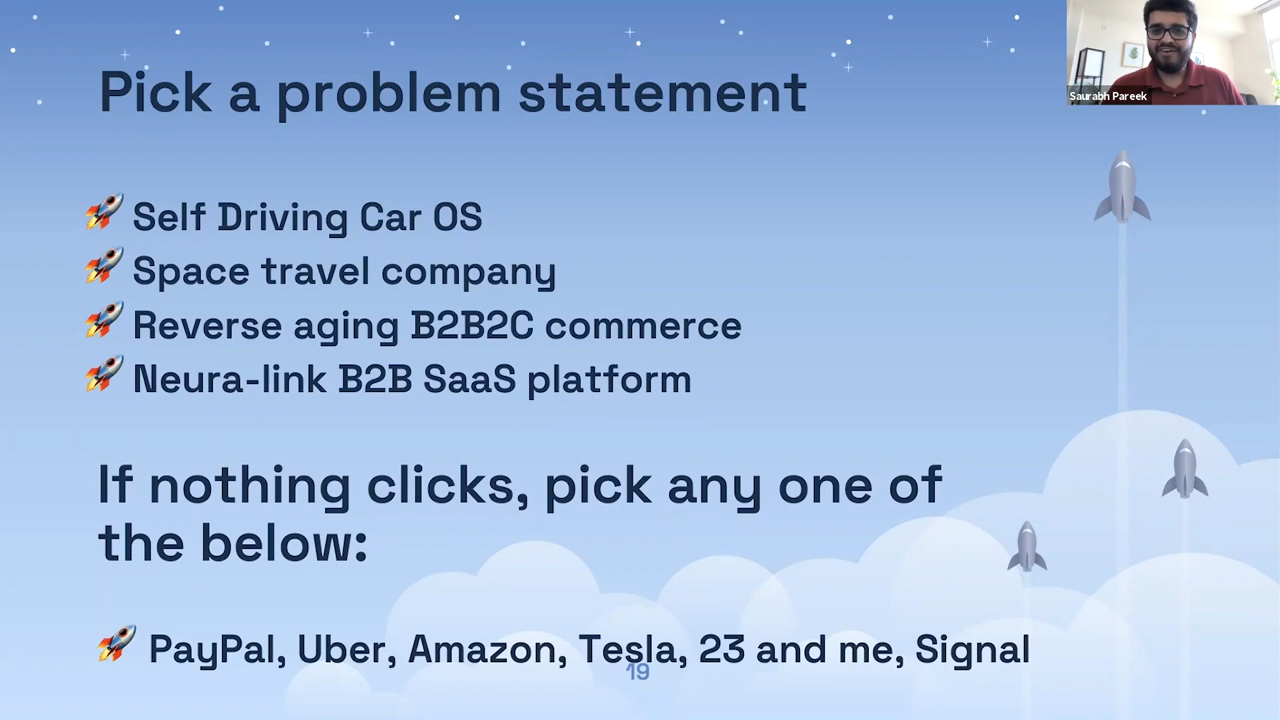 Pick a problem statement
Saurabh Pareek
🚀 Self Driving Car OS
🚀 Space travel company
🚀 Reverse aging B2B2C commerce
🚀 Neura-link B2B SaaS platform
If nothing clicks, pick any one of
the below:
🚀 PayPal, Uber, Amazon, Tesla, 23 and me, Signal
19